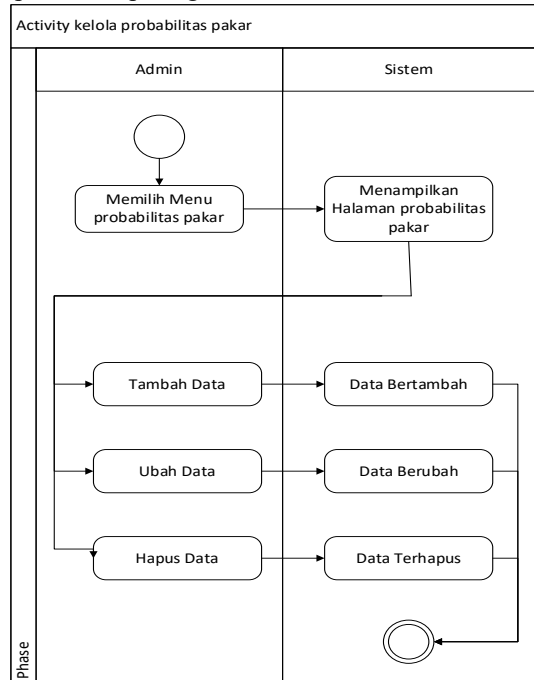 Activity kelola probabilitas pakar
Admin
Sistem
Memilih Menu
probabilitas pakar
Menampilkan
Halaman probabilitas
pakar
Tambah Data
Data Bertambah
Ubah Data
Data Berubah
Hapus Data
Data Terhapus
Phase